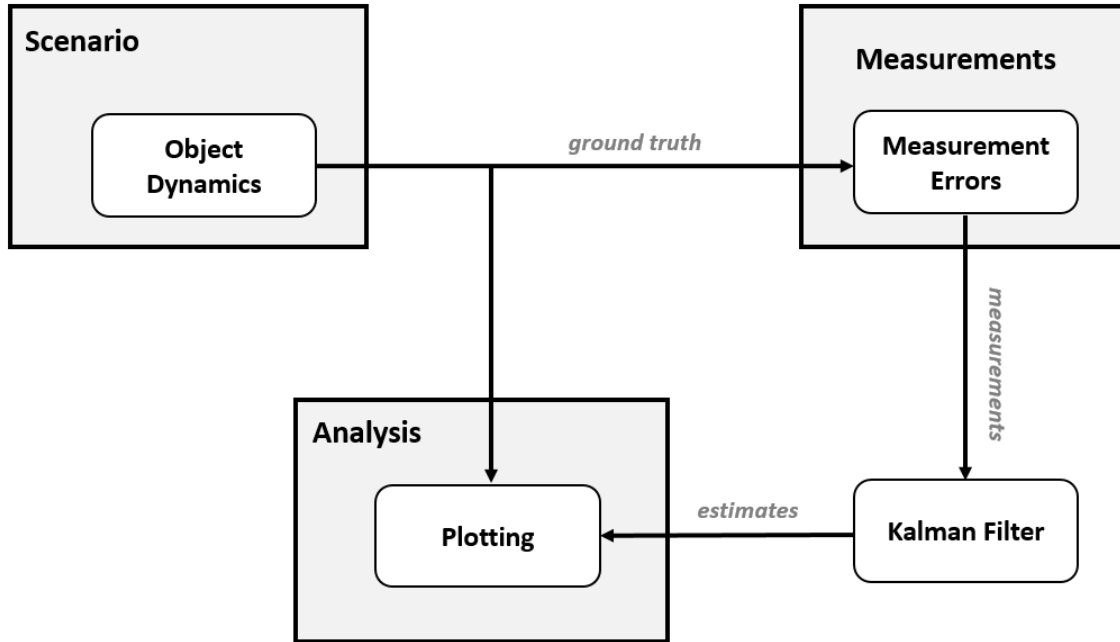 Scenario
Measurements
Object
Dynamics
ground truth
Measurement
Errors
measurements
Analysis
Plotting
estimates
Kalman Filter